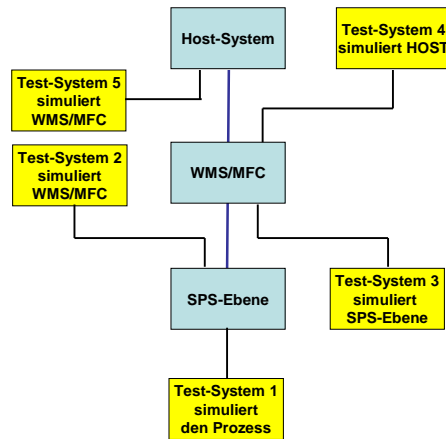 Host-System
Test-System 4
simuliert HOST
Test-System 5
simuliert
WMS/MFC
Test-System 2
simuliert
WMS/MFC
WMS/MFC
SPS-Ebene
Test-System 3
simuliert
SPS-Ebene
Test-System 1
simuliert
den Prozess